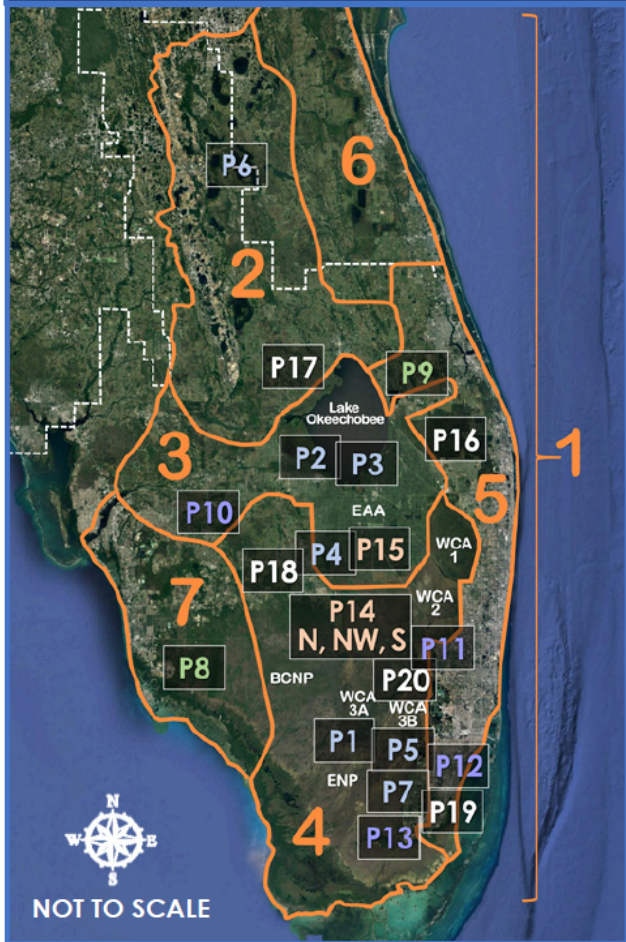 6
P6
2
P17
P9
Lake
Okeechobee
P16
1
3
P2
P3
5
P10
EAA
WCA
1
P4
P15
P18
7
WCA
2
P14
N, NW, S
P11
P8
BCNP
P20
WCA
3A
WCA
3B
P1
P5
P12
ENP
P7
P19
4
P13
N
W
E
S
NOT TO SCALE